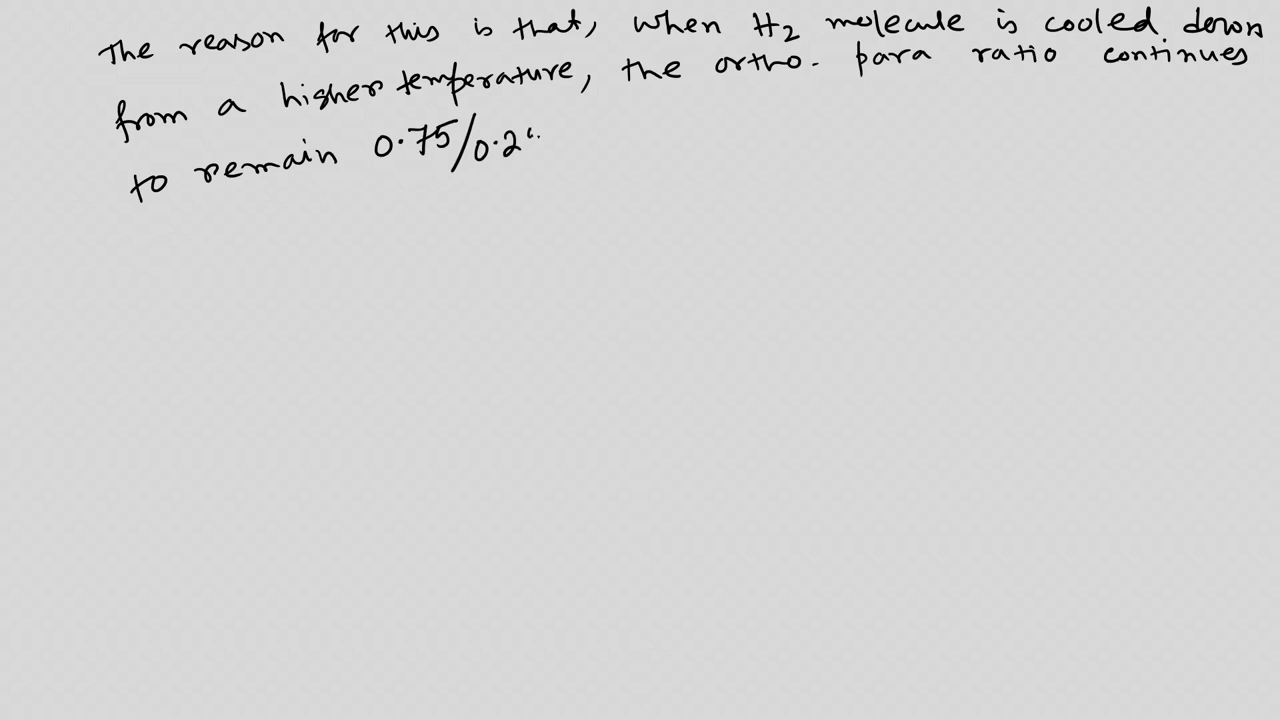 The reason for this is that, when H₂ molecule is cooled down
from a higher temperature, the ortho-para ratio continues
to remain 0.75/0.2